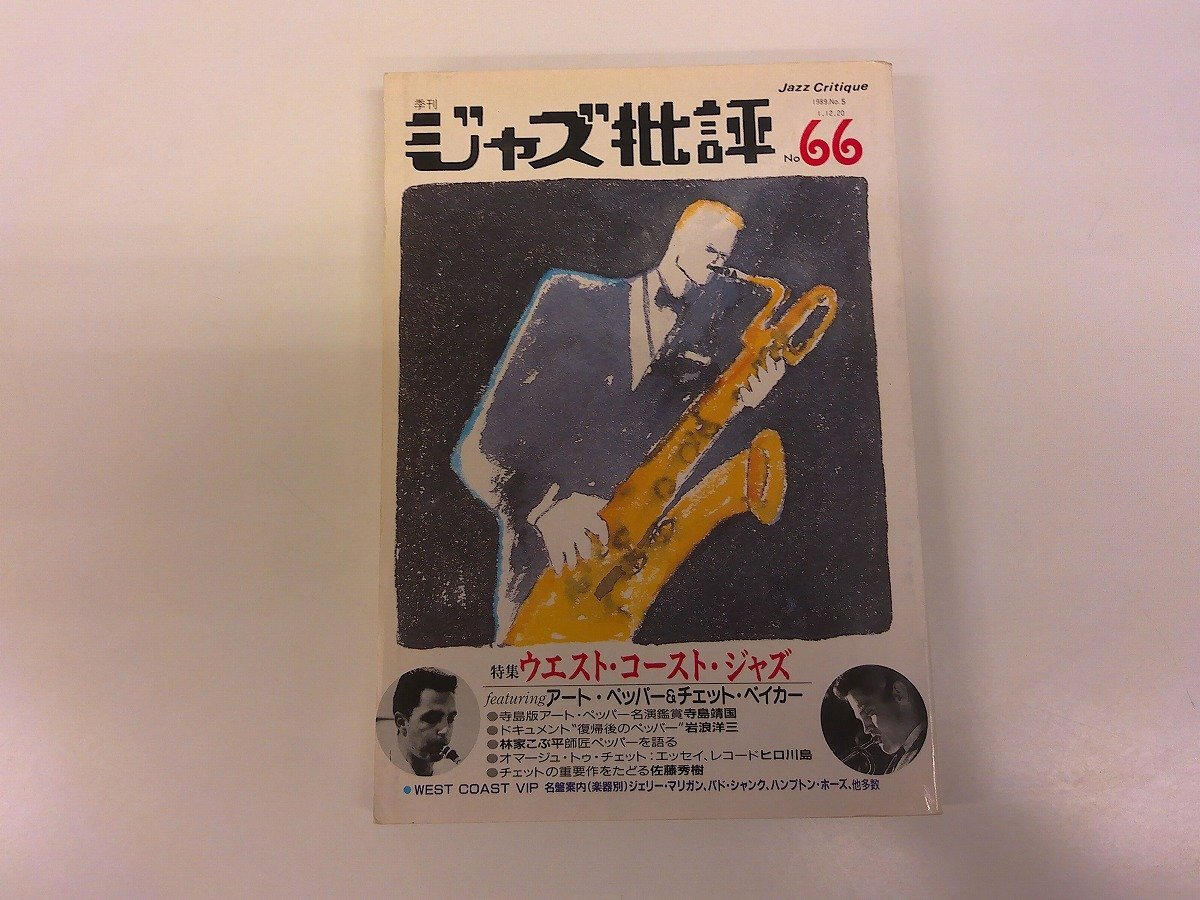 Jazz Critique
季刊
1989.No.5
1.12.20
ジャズ批評
No 66
特集ウエスト・コースト・ジャズ
featuringアート・ペッパー&チェット・ベイカー
●寺島版アート・ペッパー名演鑑賞寺島靖国
●ドキュメント“復帰後のペッパー”岩浪洋三
●林家こぶ平師匠ペッパーを語る
●オマージュ・トゥ・チェット:エッセイ、レコードヒロ川島
●チェットの重要作をたどる佐藤秀樹
●WEST COAST VIP 名盤案内(楽器別)ジェリー・マリガン、バド・シャンク、ハンプトン・ホーズ、他多数